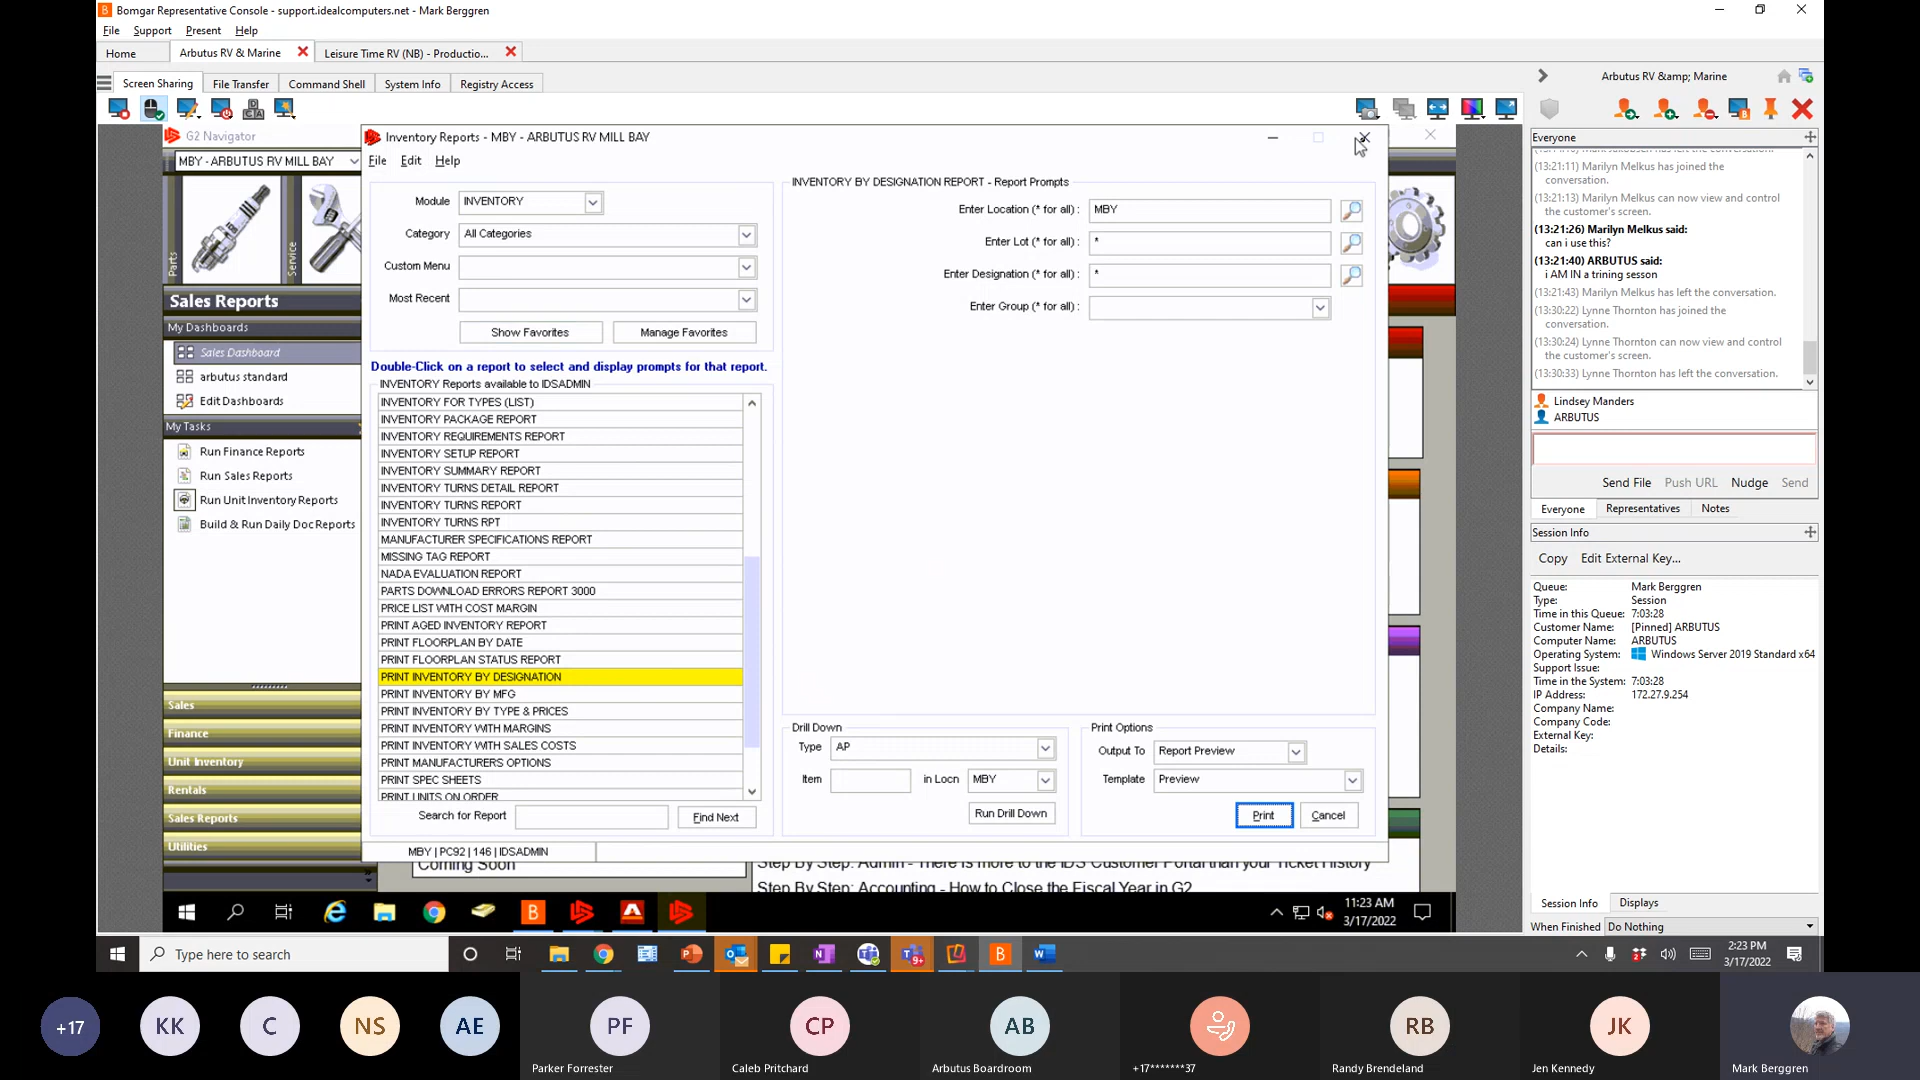 Bomgar Representative Console - support.idealcomputers.net - Mark Berggren
File Support Present Help
Home Arbutus RV & Marine Leisure Time RV (NB) - Productio...
Screen Sharing File Transfer Command Shell System Info Registry Access
Arbutus RV &amp; Marine
G2 Navigator
MBY - ARBUTUS RV MILL BAY
Parts
Service
Sales Reports
My Dashboards
Sales Dashboard
arbutus standard
Edit Dashboards
My Tasks
Run Finance Reports
Run Sales Reports
Run Unit Inventory Reports
Build & Run Daily Doc Reports
Sales
Finance
Unit Inventory
Rentals
Sales Reports
Utilities
Inventory Reports - MBY - ARBUTUS RV MILL BAY
File Edit Help
Module INVENTORY
Category All Categories
Custom Menu
Most Recent
Show Favorites Manage Favorites
Double-Click on a report to select and display prompts for that report.
INVENTORY Reports available to IDSADMIN
INVENTORY FOR TYPES (LIST)
INVENTORY PACKAGE REPORT
INVENTORY REQUIREMENTS REPORT
INVENTORY SETUP REPORT
INVENTORY SUMMARY REPORT
INVENTORY TURNS DETAIL REPORT
INVENTORY TURNS REPORT
INVENTORY TURNS RPT
MANUFACTURER SPECIFICATIONS REPORT
MISSING TAG REPORT
NADA EVALUATION REPORT
PARTS DOWNLOAD ERRORS REPORT 3000
PRICE LIST WITH COST MARGIN
PRINT AGED INVENTORY REPORT
PRINT FLOORPLAN BY DATE
PRINT FLOORPLAN STATUS REPORT
PRINT INVENTORY BY DESIGNATION
PRINT INVENTORY BY MFG
PRINT INVENTORY BY TYPE & PRICES
PRINT INVENTORY WITH MARGINS
PRINT INVENTORY WITH SALES COSTS
PRINT MANUFACTURERS OPTIONS
PRINT SPEC SHEETS
PRINT UNITS ON ORDER
Search for Report Find Next
MBY | PC92 | 146 | IDSADMIN
INVENTORY BY DESIGNATION REPORT - Report Prompts
Enter Location (* for all) : MBY
Enter Lot (* for all) : *
Enter Designation (* for all) : *
Enter Group (* for all) :
Drill Down
Type AP
Item in Locn MBY
Run Drill Down
Print Options
Output To Report Preview
Template Preview
Print Cancel
Coming Soon
Step By Step: Admin - There is more to the IDS Customer Portal than your Ticket History
Step By Step: Accounting - How to Close the Fiscal Year in G2
11:23 AM
3/17/2022
Everyone
(13:21:11) Marilyn Melkus has joined the
conversation.
(13:21:13) Marilyn Melkus can now view and control
the customer's screen.
(13:21:26) Marilyn Melkus said:
can i use this?
(13:21:40) ARBUTUS said:
i AM IN a trining sesson
(13:21:43) Marilyn Melkus has left the conversation.
(13:30:22) Lynne Thornton has joined the
conversation.
(13:30:24) Lynne Thornton can now view and control
the customer's screen.
(13:30:33) Lynne Thornton has left the conversation.
Lindsey Manders
ARBUTUS
Send File Push URL Nudge Send
Everyone Representatives Notes
Session Info
Copy Edit External Key...
Queue: Mark Berggren
Type: Session
Time in this Queue: 7:03:28
Customer Name: [Pinned] ARBUTUS
Computer Name: ARBUTUS
Operating System: Windows Server 2019 Standard x64
Support Issue:
Time in the System: 7:03:28
IP Address: 172.27.9.254
Company Name:
Company Code:
External Key:
Details:
Session Info Displays
When Finished Do Nothing
Type here to search
2:23 PM
3/17/2022
+17 KK C NS AE PF CP AB RB JK
Parker Forrester Caleb Pritchard Arbutus Boardroom +17*******37 Randy Brendeland Jen Kennedy Mark Berggren